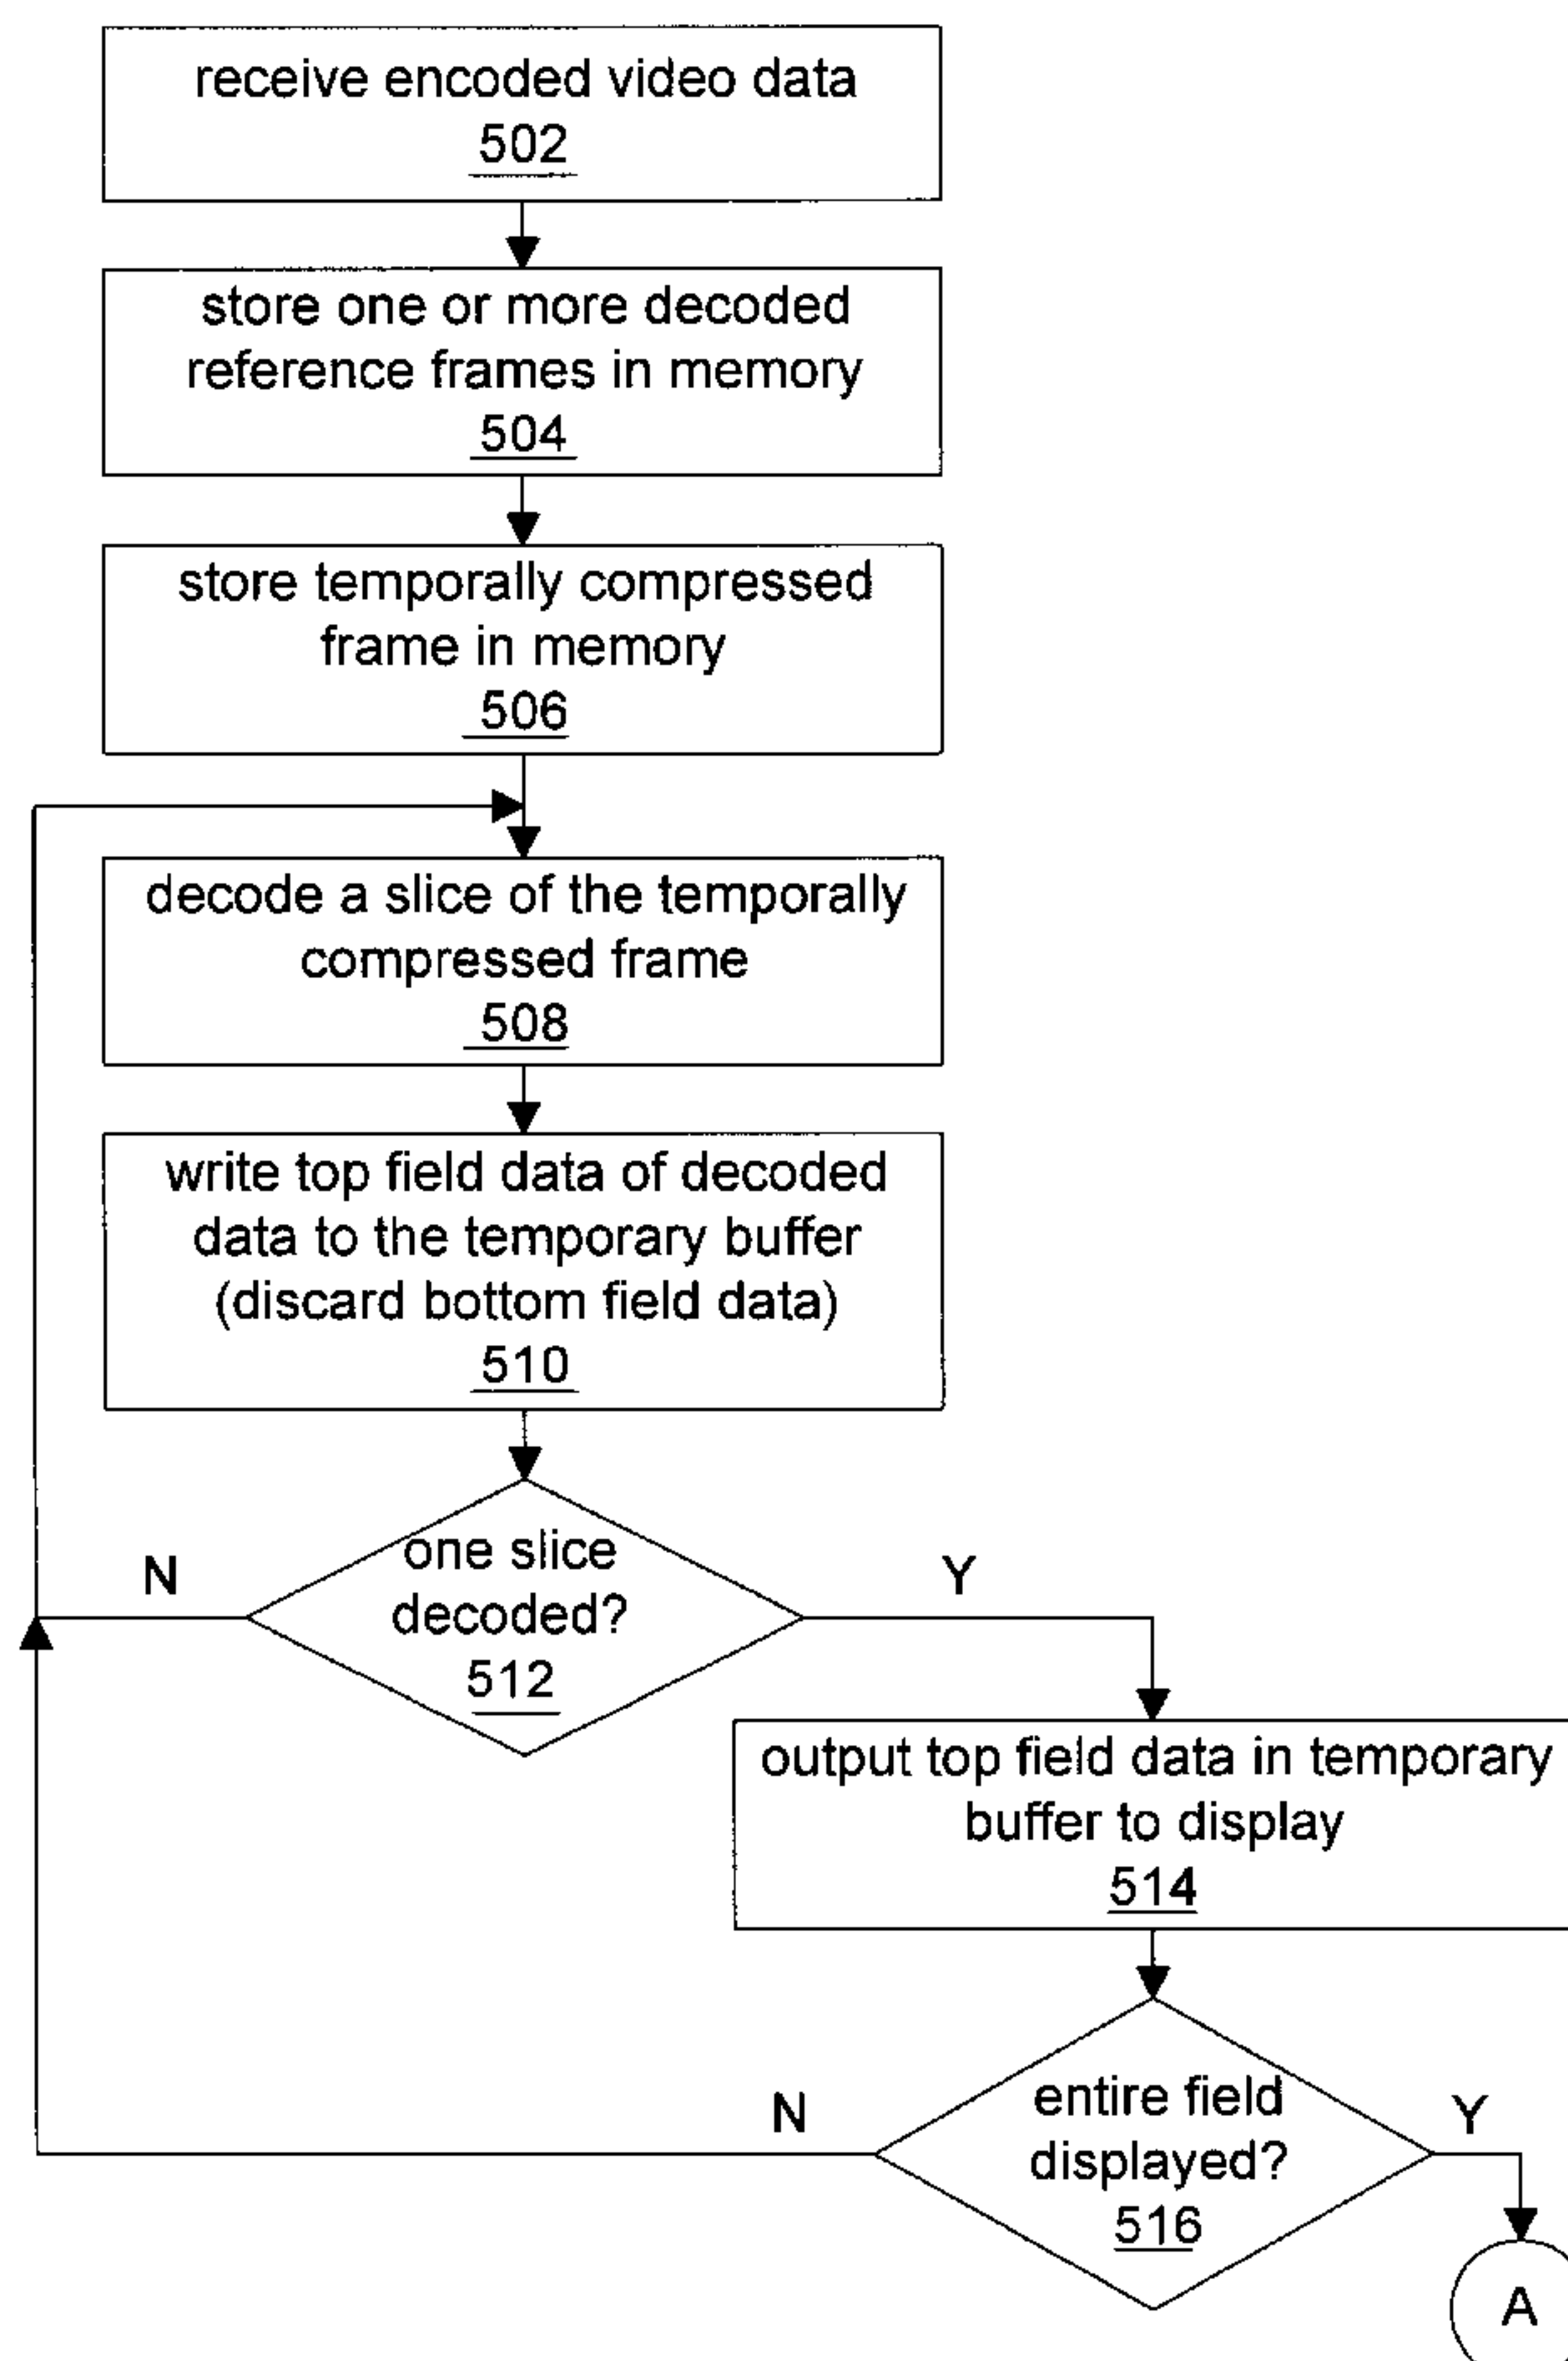 receive encoded video data
502
store one or more decoded
reference frames in memory
504
store temporally compressed
frame in memory
506
decode a slice of the temporally
compressed frame
508
write top field data of decoded
data to the temporary buffer
(discard bottom field data)
510
one slice
decoded?
512
N
Y
output top field data in temporary
buffer to display
514
entire field
displayed?
516
N
Y
A